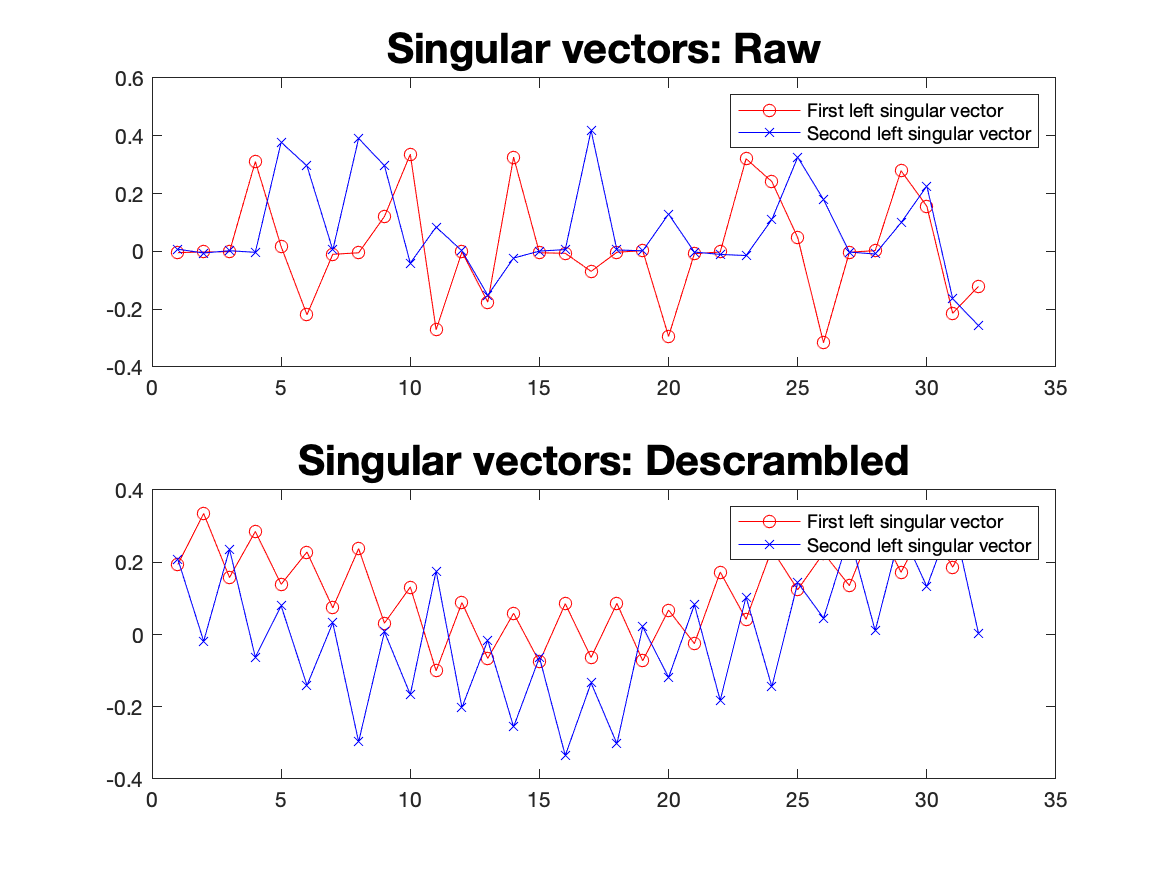 Singular vectors: Raw
0.6
0.4
0.2
0
-0.2
-0.4
First left singular vector
Second left singular vector
0 5 10 15 20 25 30 35
Singular vectors: Descrambled
0.4
0.2
0
-0.2
-0.4
First left singular vector
Second left singular vector
0 5 10 15 20 25 30 35